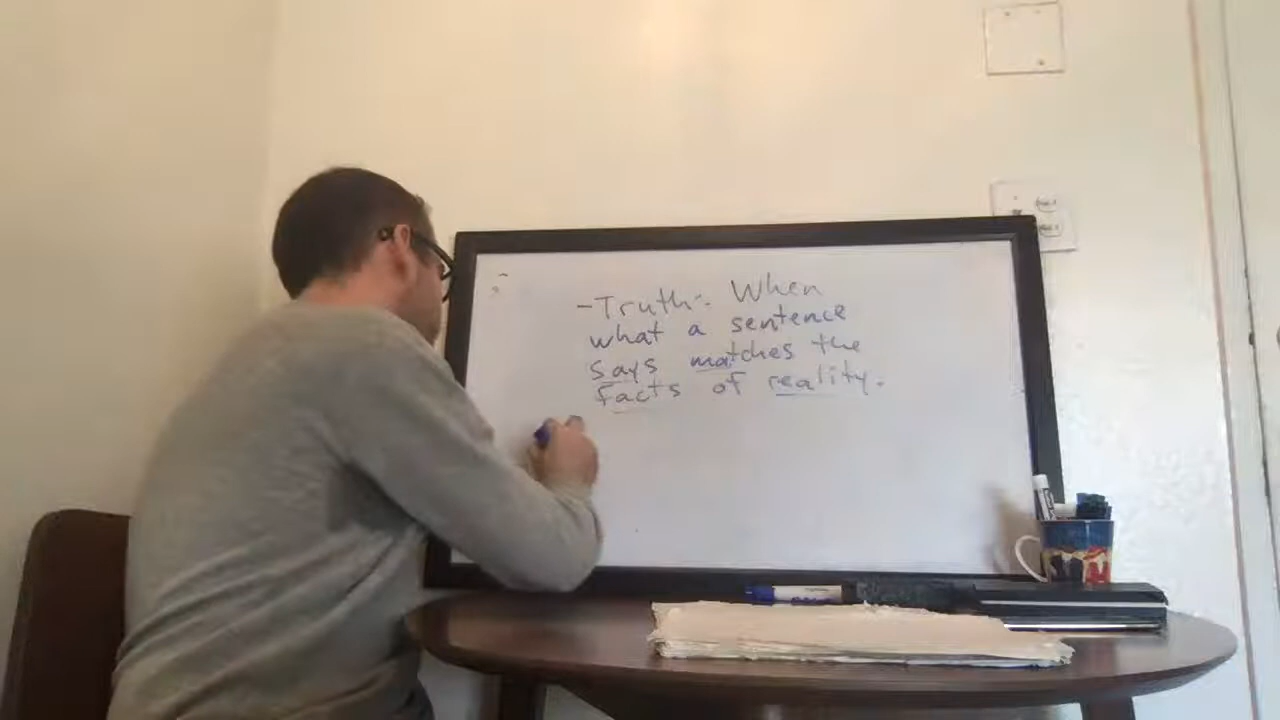 -Truth:- When
what a sentence
says matches the
facts of reality.